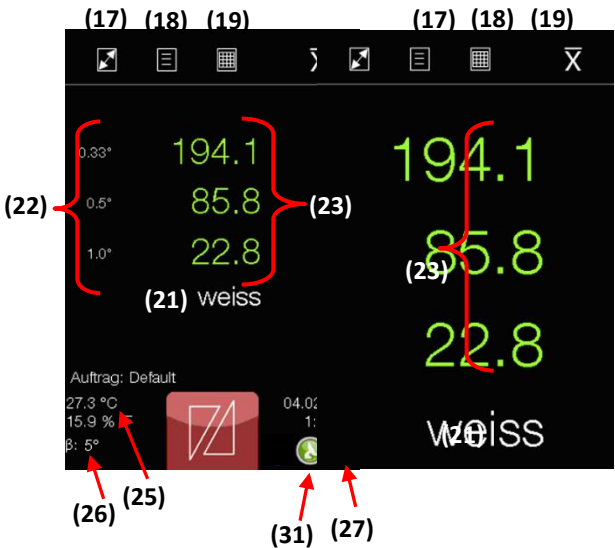 (17) (18) (19) (17) (18) (19)
X
0.33° 194.1 194.1
(22) 0.5° 85.8 (23) 85.8
(23)
1.0° 22.8 22.8
(21) weiss
Auftrag: Default
27.3 °C 04.02
15.9 % 1:
weiss
(21)
β: 5°
(26) (25) (31) (27)